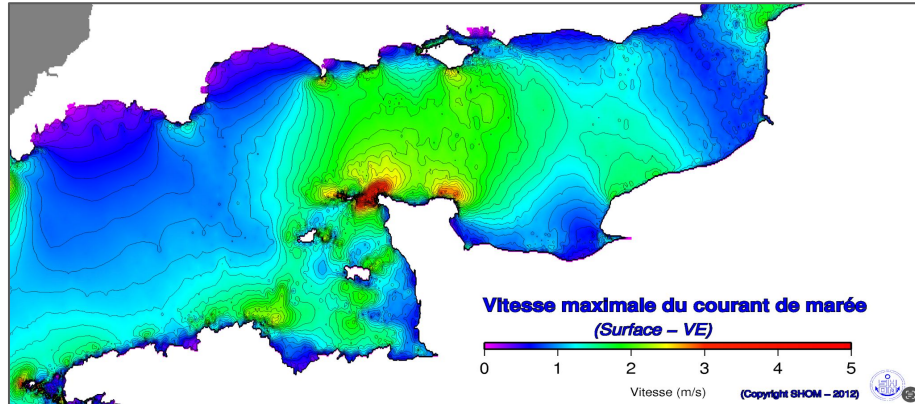 Vitesse maximale du courant de marée
(Surface – VE)
0 1 2 3 4 5
Vitesse (m/s)
(Copyright SHOM – 2012)